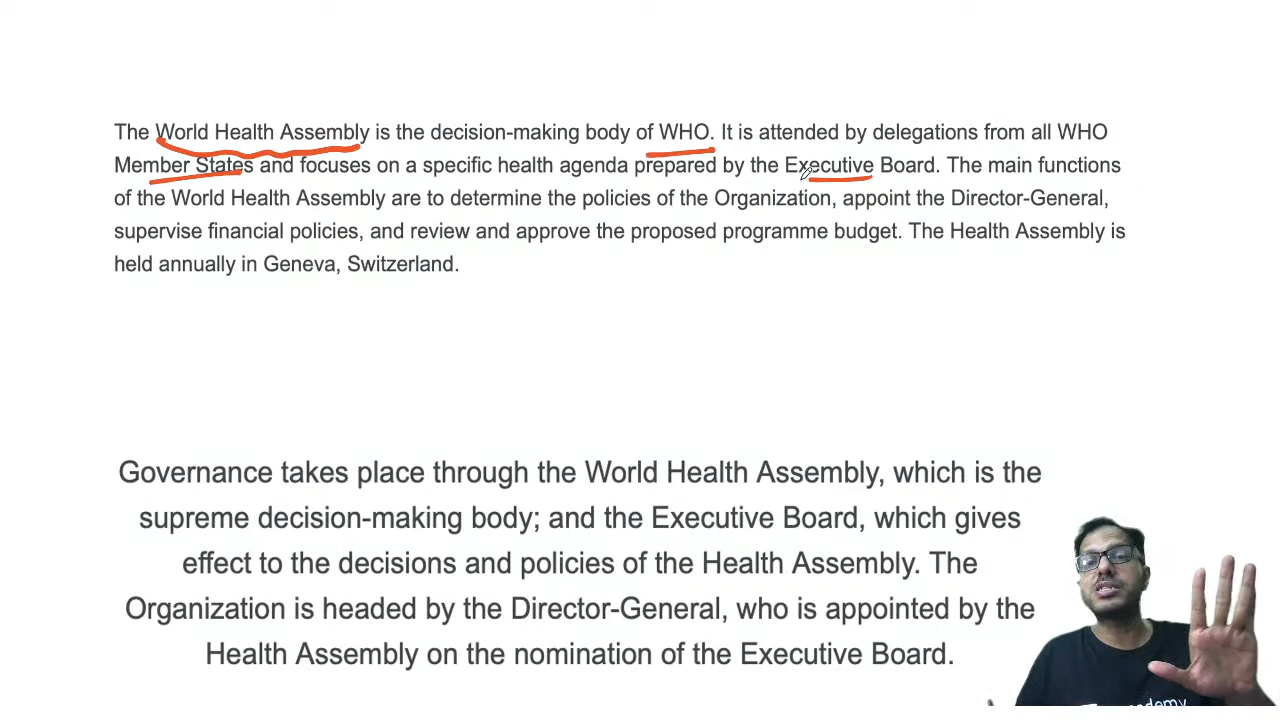 The World Health Assembly is the decision-making body of WHO. It is attended by delegations from all WHO
Member States and focuses on a specific health agenda prepared by the Executive Board. The main functions
of the World Health Assembly are to determine the policies of the Organization, appoint the Director-General,
supervise financial policies, and review and approve the proposed programme budget. The Health Assembly is
held annually in Geneva, Switzerland.
Governance takes place through the World Health Assembly, which is the
supreme decision-making body; and the Executive Board, which gives
effect to the decisions and policies of the Health Assembly. The
Organization is headed by the Director-General, who is appointed by the
Health Assembly on the nomination of the Executive Board.